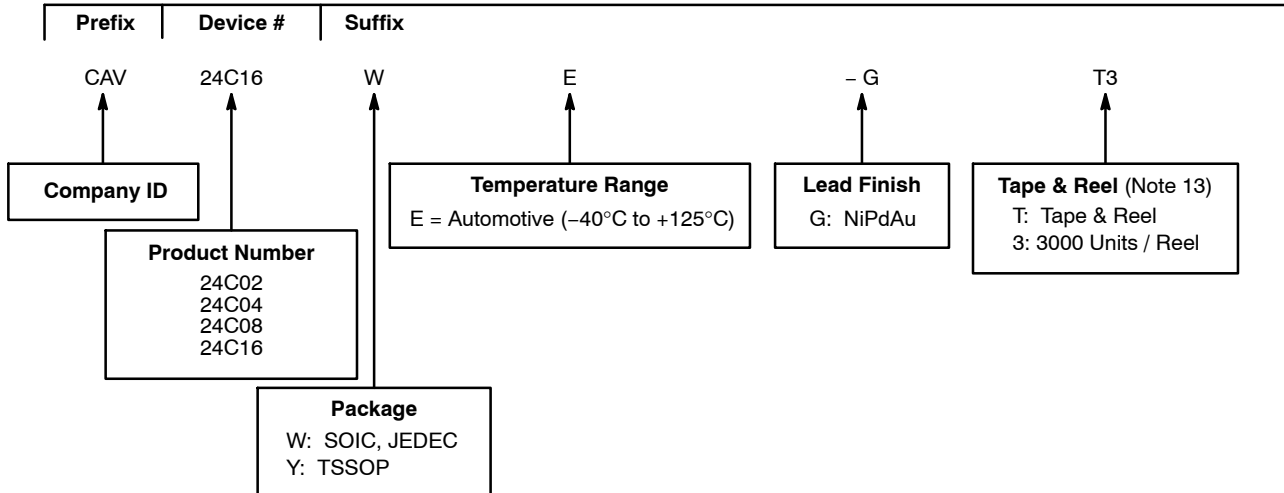 Prefix Device # Suffix
CAV 24C16 W E – G T3
Company ID
Temperature Range
E = Automotive (−40°C to +125°C)
Lead Finish
G: NiPdAu
Tape & Reel (Note 13)
T: Tape & Reel
3: 3000 Units / Reel
Product Number
24C02
24C04
24C08
24C16
Package
W: SOIC, JEDEC
Y: TSSOP